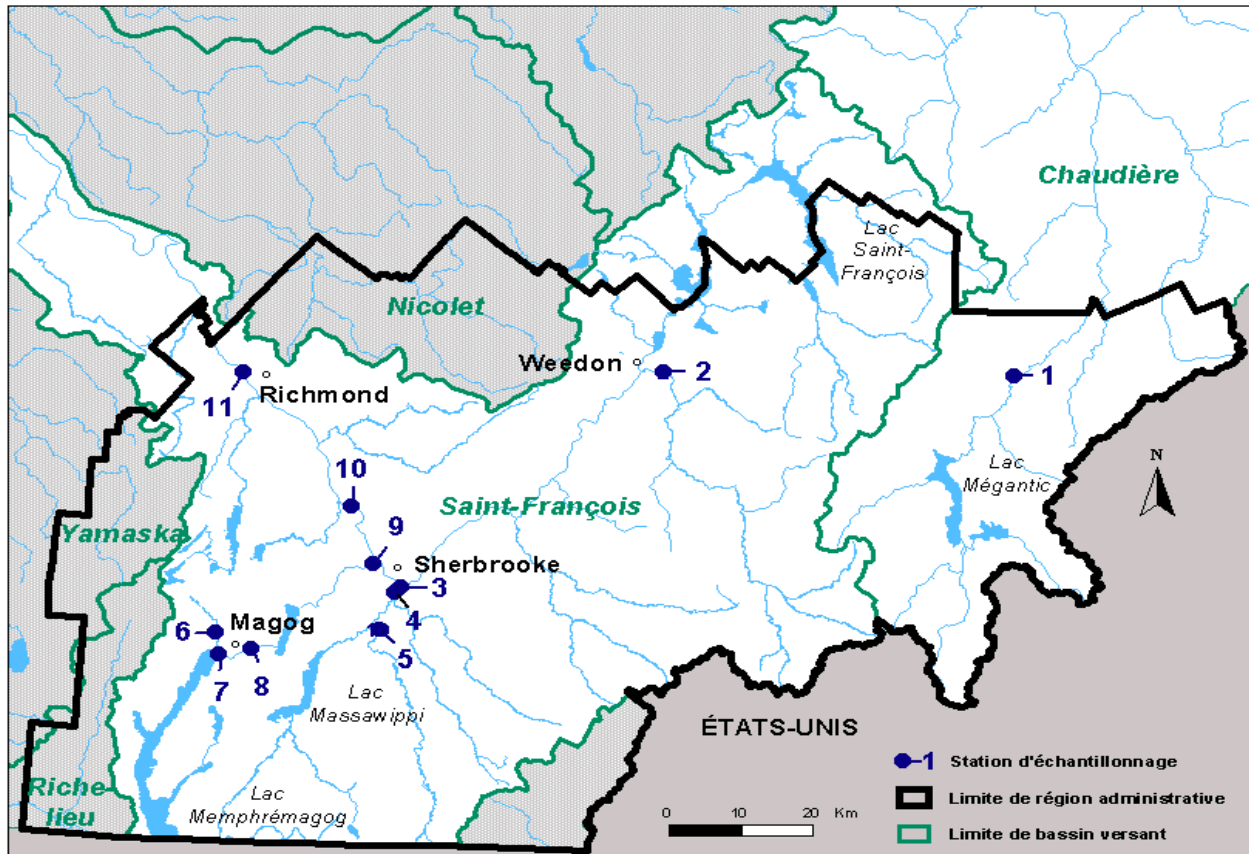 Chaudière
Lac
Saint-
François
Nicolet
Weedon
2
1
Richmond
11
Lac
Mégantic
N
10
Saint-François
Yamaska
9
Sherbrooke
3
4
5
6
Magog
7
8
Lac
Massawippi
ÉTATS-UNIS
Riche-
lieu
Lac
Memphrémagog
0 10 20 Km
1 Station d'échantillonnage
Limite de région administrative
Limite de bassin versant